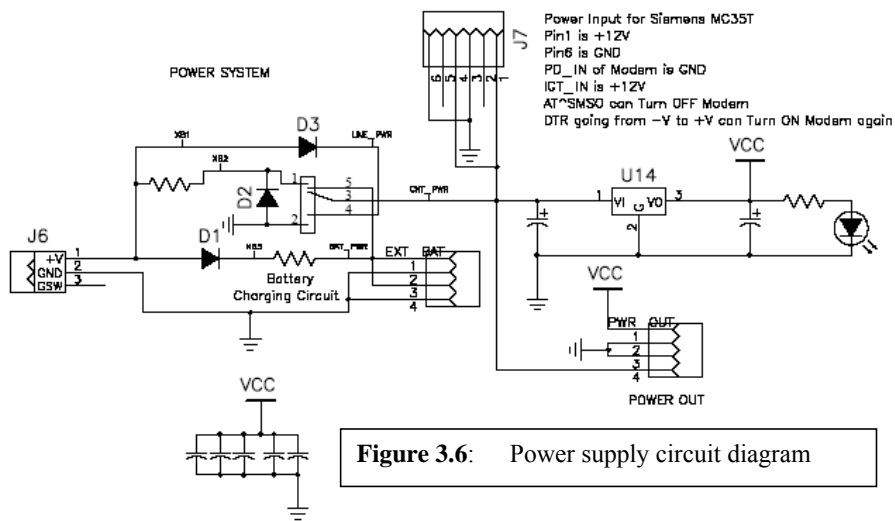 Power Input for Siemens MC35T
Pin1 is +12V
Pin6 is GND
PD_IN of Modem is GND
IGT_IN is +12V
AT^SMSO can Turn OFF Modem
DTR going from -V to +V can Turn ON Modem again
J7
6
5
4
3
2
1
POWER SYSTEM
D3
XB1
LINE_PWR
XB2
D2
1
2
5
3
4
CNT_PWR
VCC
U14
1
VI
G
VO
3
2
J6
+V
1
GND
2
GSW
3
D1
XB3
BAT_PWR
EXT BAT
Battery
Charging Circuit
1
2
3
4
VCC
PWR OUT
1
2
3
4
POWER OUT
VCC
Figure 3.6: Power supply circuit diagram